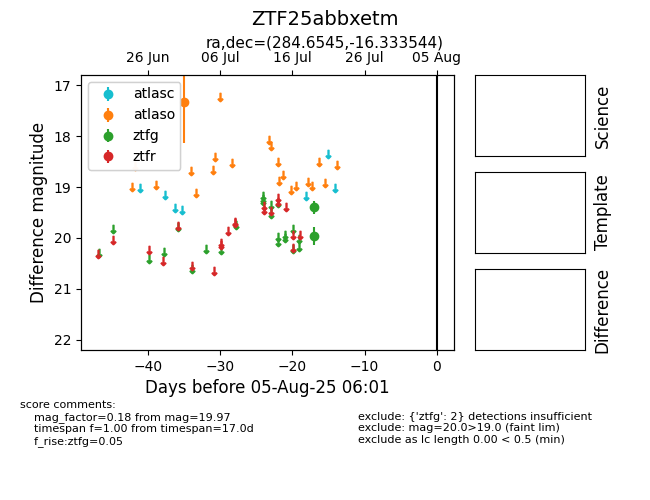 ZTF25abbxetm
ra,dec=(284.6545,-16.333544)
26 Jun
06 Jul
16 Jul
26 Jul
05 Aug
17
18
19
20
21
22
Difference magnitude
atlasc
atlaso
ztfg
ztfr
−40
−30
−20
−10
0
Days before 05-Aug-25 06:01
Science
Template
Difference
score comments:
mag_factor=0.18 from mag=19.97
timespan f=1.00 from timespan=17.0d
f_rise:ztfg=0.05
exclude: {'ztfg': 2} detections insufficient
exclude: mag=20.0>19.0 (faint lim)
exclude as lc length 0.00 < 0.5 (min)